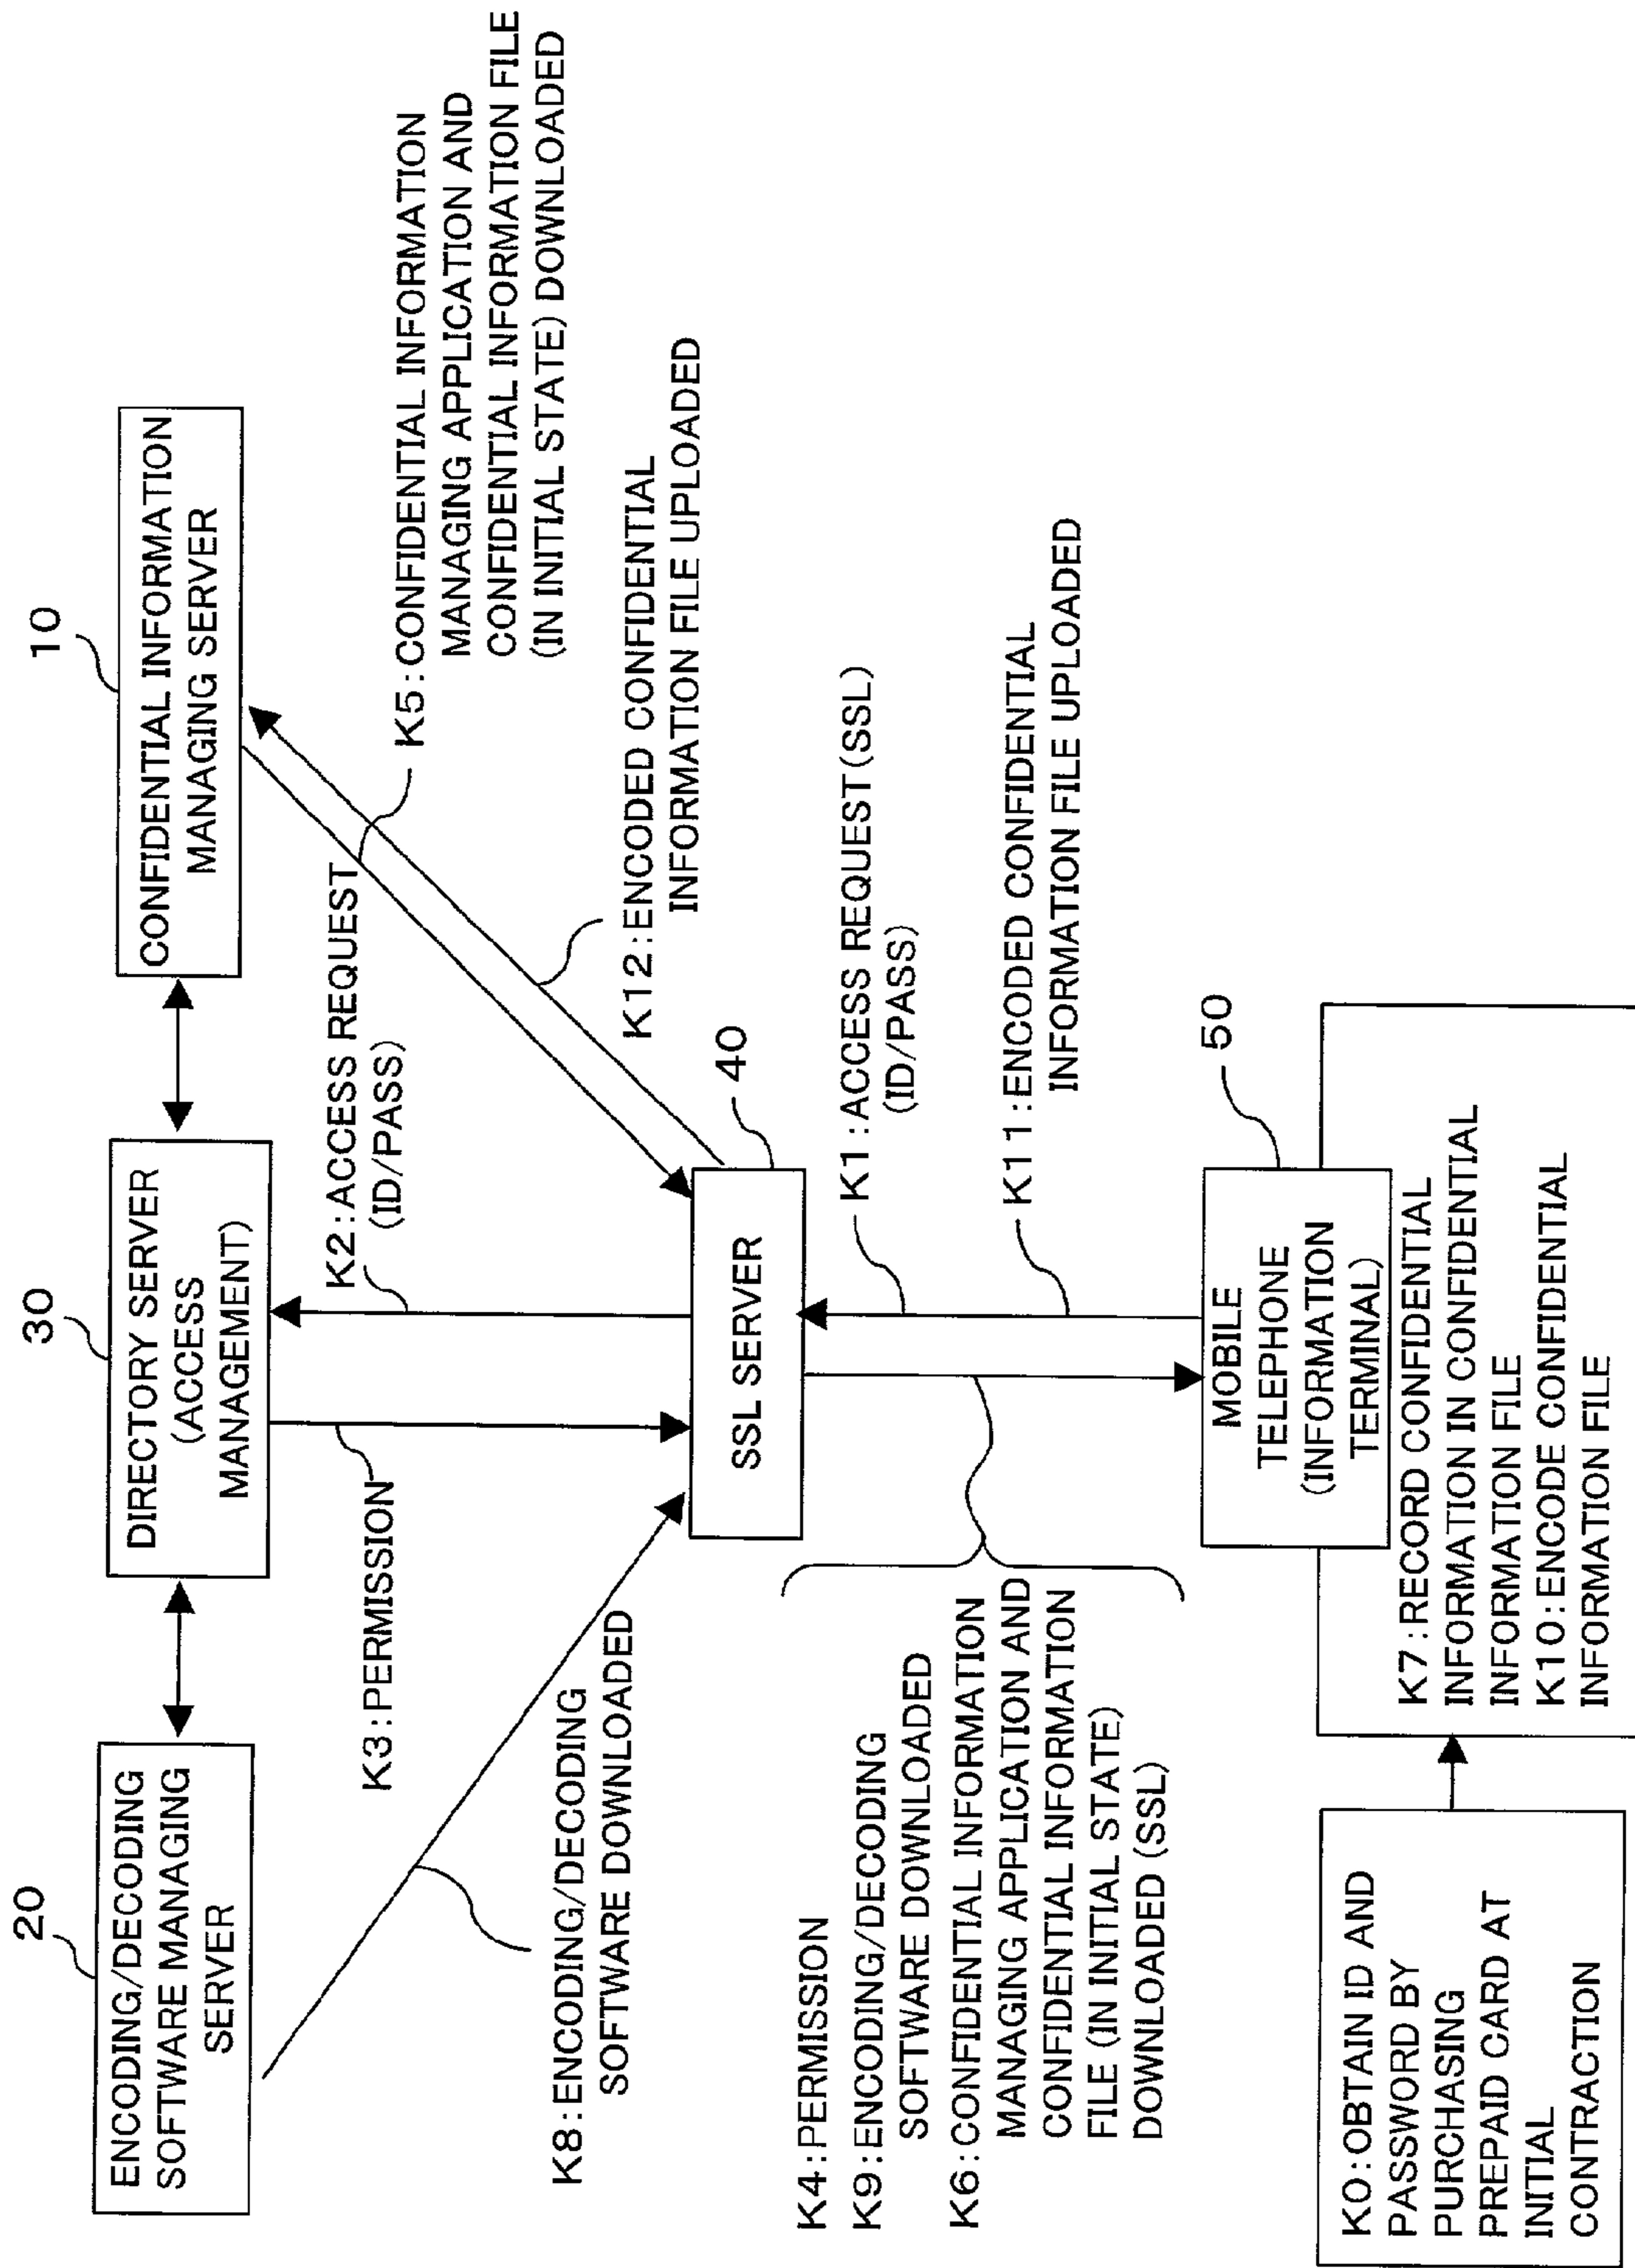 20
ENCODING/DECODING
SOFTWARE MANAGING
SERVER
30
DIRECTORY SERVER
(ACCESS
MANAGEMENT)
10
CONFIDENTIAL INFORMATION
MANAGING SERVER
K3:PERMISSION
K2:ACCESS REQUEST
(ID/PASS)
K5:CONFIDENTIAL INFORMATION
MANAGING APPLICATION AND
CONFIDENTIAL INFORMATION FILE
(IN INITIAL STATE) DOWNLOADED
K8:ENCODING/DECODING
SOFTWARE DOWNLOADED
K12:ENCODED CONFIDENTIAL
INFORMATION FILE UPLOADED
40
SSL SERVER
K4:PERMISSION
K9:ENCODING/DECODING
SOFTWARE DOWNLOADED
K6:CONFIDENTIAL INFORMATION
MANAGING APPLICATION AND
CONFIDENTIAL INFORMATION
FILE (IN INITIAL STATE)
DOWNLOADED (SSL)
K1:ACCESS REQUEST(SSL)
(ID/PASS)
K11:ENCODED CONFIDENTIAL
INFORMATION FILE UPLOADED
50
MOBILE
TELEPHONE
(INFORMATION
TERMINAL)
K0:OBTAIN ID AND
PASSWORD BY
PURCHASING
PREPAID CARD AT
INITIAL
CONTRACTION
K7:RECORD CONFIDENTIAL
INFORMATION IN CONFIDENTIAL
INFORMATION FILE
K10:ENCODE CONFIDENTIAL
INFORMATION FILE